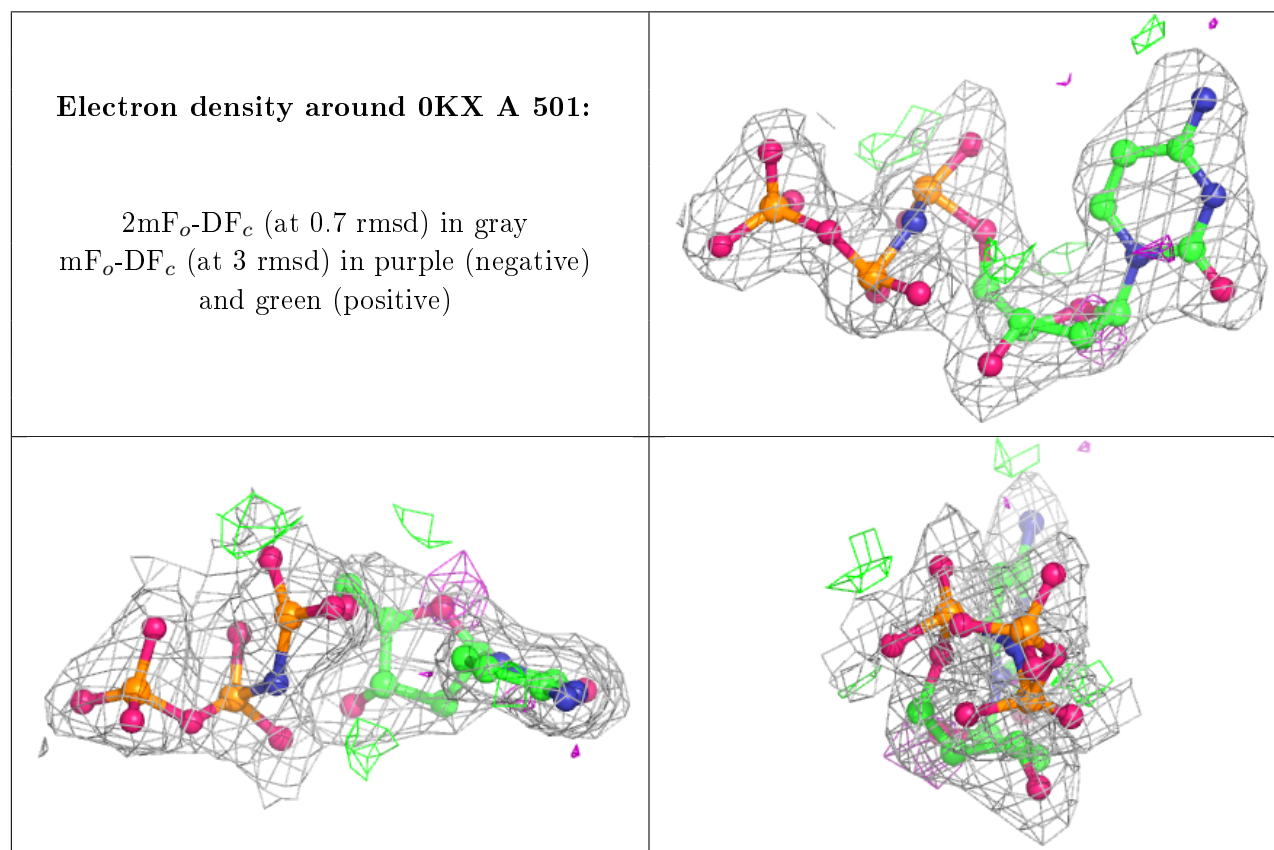 Electron density around 0KX A 501:
2mFo-DFc (at 0.7 rmsd) in gray
mFo-DFc (at 3 rmsd) in purple (negative)
and green (positive)